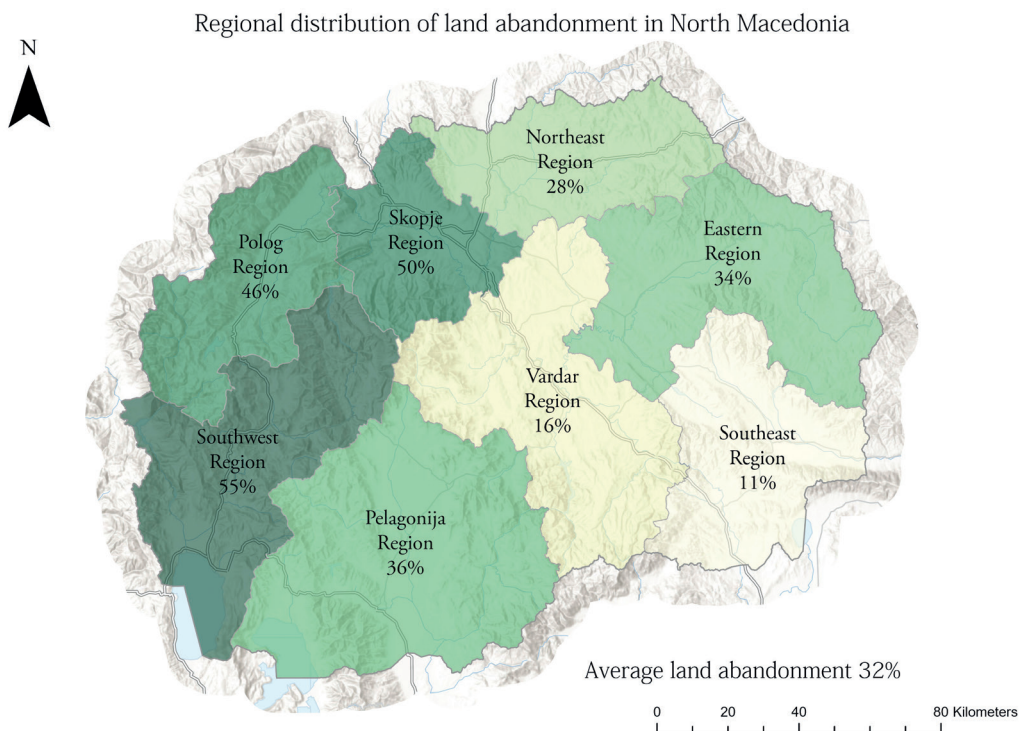 Regional distribution of land abandonment in North Macedonia
N
Northeast
Region
28%
Skopje
Region
50%
Polog
Region
46%
Eastern
Region
34%
Vardar
Region
16%
Southwest
Region
55%
Southeast
Region
11%
Pelagonija
Region
36%
Average land abandonment 32%
0 20 40 80 Kilometers